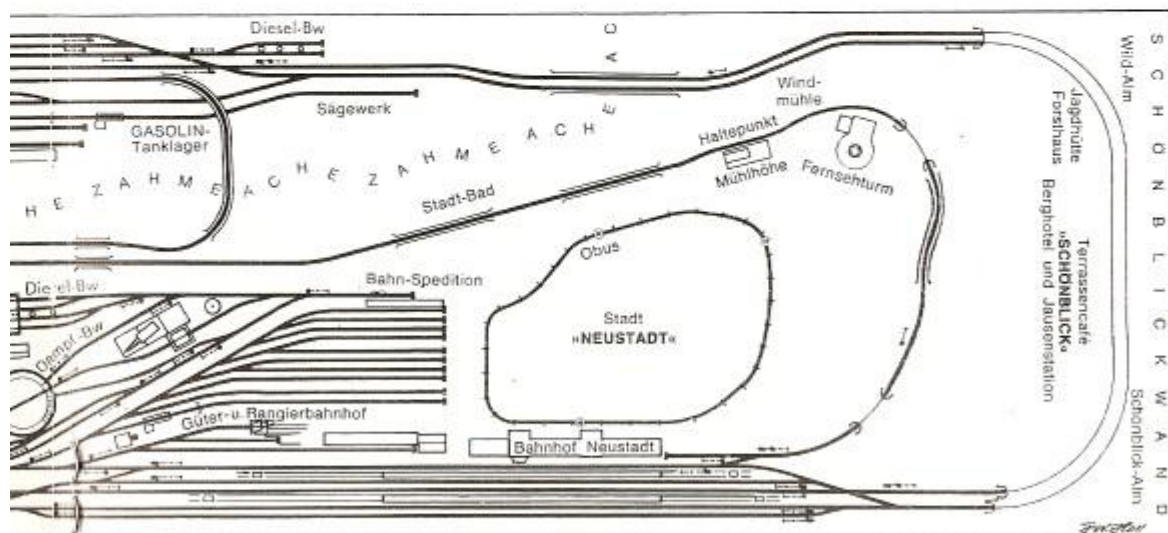 Diesel-Bw
A C
Sägewerk
GASOLIN-
Tanklager
H E Z A H M E A C H E Z A H M E A C H E
Wind-
mühle
Haltepunkt
Mühlhöhe
Fernsehturm
Stadt-Bad
Wild-Alm
SCHÖNBLICKWAND
Jagdhütte
Forsthaus
Terrassencafé
»SCHÖNBLICK«
Berghotel und Jausenstation
Schönblick-Alm
Obus
Diesel-Bw
Bahn-Spedition
Stadt
»NEUSTADT«
Dampf-Bw
Güter-u. Rangierbahnhof
Bahnhof Neustadt